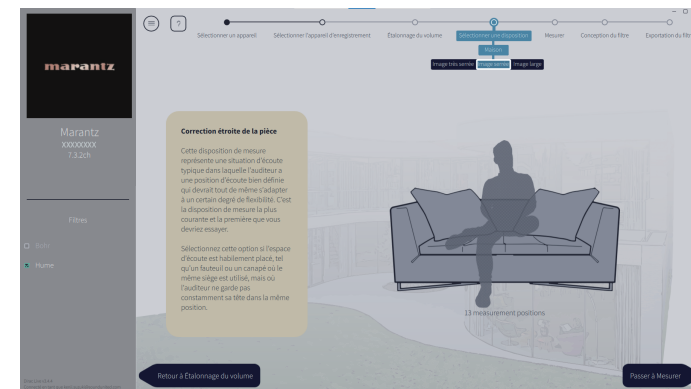 marantz
Marantz
XXXXXXXX
7.3.2ch
Filtres
Bohr
Hume
?
Sélectionner un appareil
Sélectionner l'appareil d'enregistrement
Étalonnage du volume
Sélectionner une disposition
Mesurer
Conception du filtre
Exportation du filtre
Maison
Image très serrée
Image serrée
Image large
Correction étroite de la pièce
Cette disposition de mesure
représente une situation d'écoute
typique dans laquelle l'auditeur a
une position d'écoute bien définie
qui devrait tout de même s'adapter
à un certain degré de flexibilité. C'est
la disposition de mesure la plus
courante et la première que vous
devriez essayer.
Sélectionnez cette option si l'espace
d'écoute est habilement placé, tel
qu'un fauteuil ou un canapé où le
même siège est utilisé, mais où
l'auditeur ne garde pas
constamment sa tête dans la même
position.
13 measurement positions
Retour à Étalonnage du volume
Passer à Mesurer